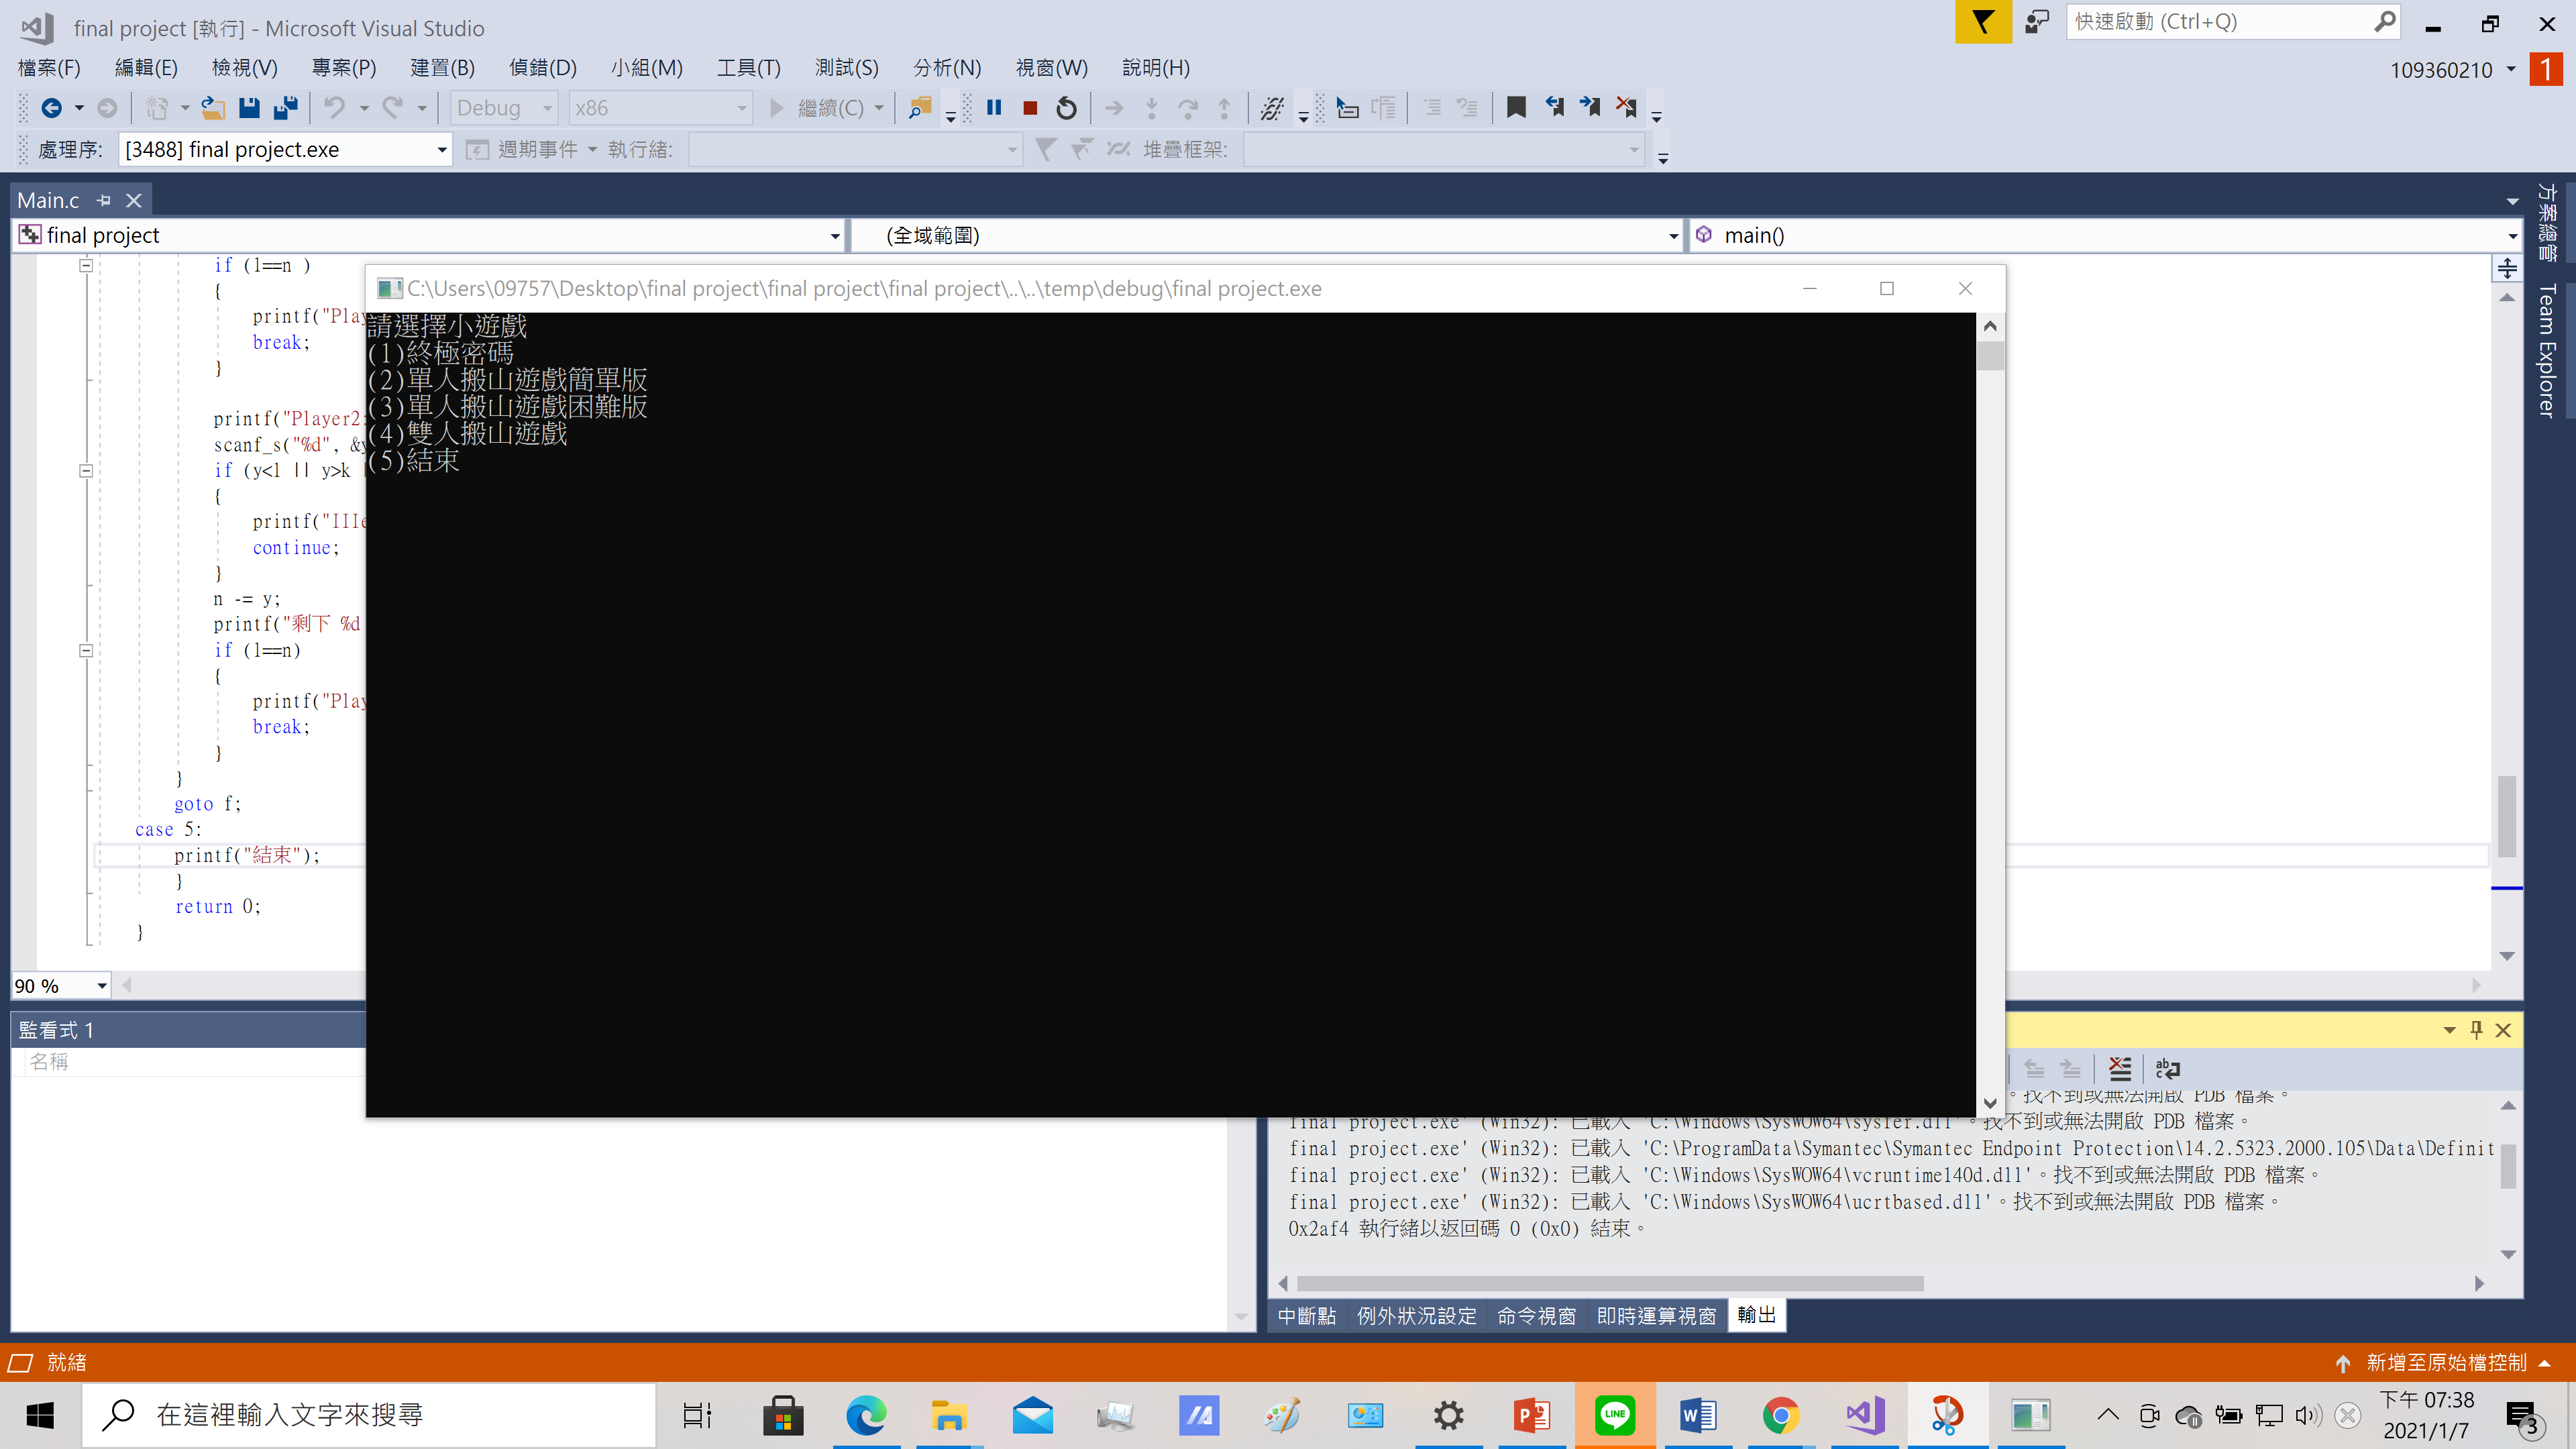 final project [執行] - Microsoft Visual Studio
快速啟動 (Ctrl+Q)
檔案(F) 編輯(E) 檢視(V) 專案(P) 建置(B) 偵錯(D) 小組(M) 工具(T) 測試(S) 分析(N) 視窗(W) 說明(H)
109360210 1
Debug x86 繼續(C)
處理序: [3488] final project.exe 週期事件 執行緒: 堆疊框架:
Main.c
final project (全域範圍) main()
方案總管
Team Explorer
if (1==n )
{
printf("Play
break;
}
printf("Player2:
scanf_s("%d", &y
if (y<1 || y>k
{
printf("IIIe
continue;
}
n -= y;
printf("剩下 %d
if (1==n)
{
printf("Play
break;
}
}
goto f;
case 5:
printf("結束");
}
return 0;
}
90 %
C:\Users\09757\Desktop\final project\final project\final project\..\..\temp\debug\final project.exe
請選擇小遊戲
(1)終極密碼
(2)單人搬山遊戲簡單版
(3)單人搬山遊戲困難版
(4)雙人搬山遊戲
(5)結束
監看式 1
名稱
。找不到或無法開啟 PDB 檔案。
final project.exe' (Win32): 已載入 'C:\Windows\SysWOW64\sysfer.dll'。找不到或無法開啟 PDB 檔案。
final project.exe' (Win32): 已載入 'C:\ProgramData\Symantec\Symantec Endpoint Protection\14.2.5323.2000.105\Data\Definit
final project.exe' (Win32): 已載入 'C:\Windows\SysWOW64\vcruntime140d.dll'。找不到或無法開啟 PDB 檔案。
final project.exe' (Win32): 已載入 'C:\Windows\SysWOW64\ucrtbased.dll'。找不到或無法開啟 PDB 檔案。
0x2af4 執行緒以返回碼 0 (0x0) 結束。
中斷點 例外狀況設定 命令視窗 即時運算視窗 輸出
就緒
新增至原始檔控制
在這裡輸入文字來搜尋
LINE
下午 07:38
2021/1/7
3